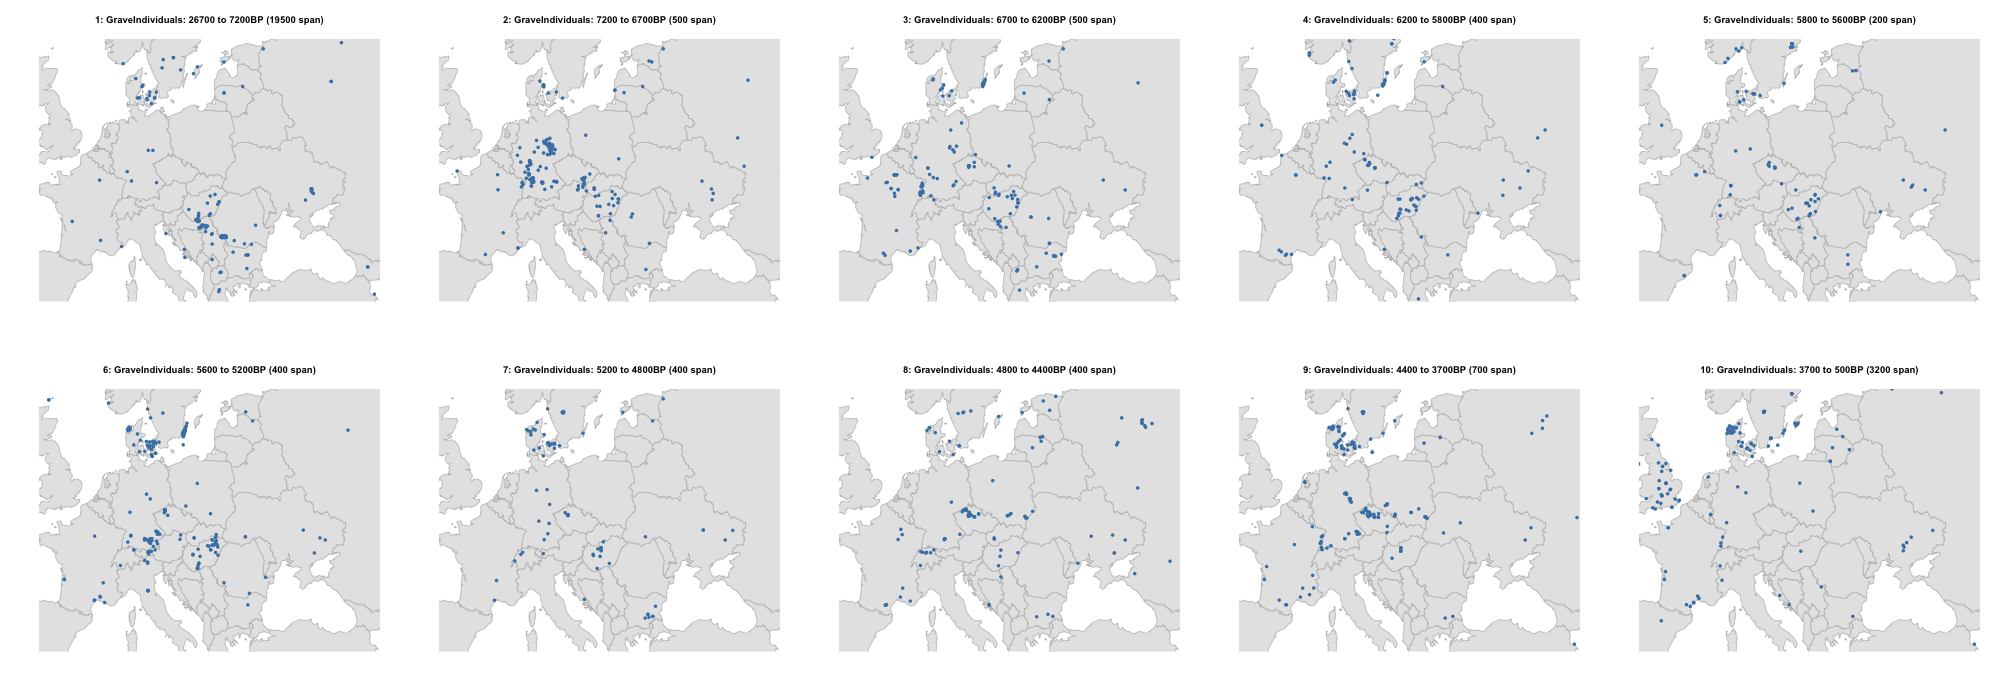 1: GraveIndividuals: 26700 to 7200BP (19500 span)
2: GraveIndividuals: 7200 to 6700BP (500 span)
3: GraveIndividuals: 6700 to 6200BP (500 span)
4: GraveIndividuals: 6200 to 5800BP (400 span)
5: GraveIndividuals: 5800 to 5600BP (200 span)
6: GraveIndividuals: 5600 to 5200BP (400 span)
7: GraveIndividuals: 5200 to 4800BP (400 span)
8: GraveIndividuals: 4800 to 4400BP (400 span)
9: GraveIndividuals: 4400 to 3700BP (700 span)
10: GraveIndividuals: 3700 to 500BP (3200 span)